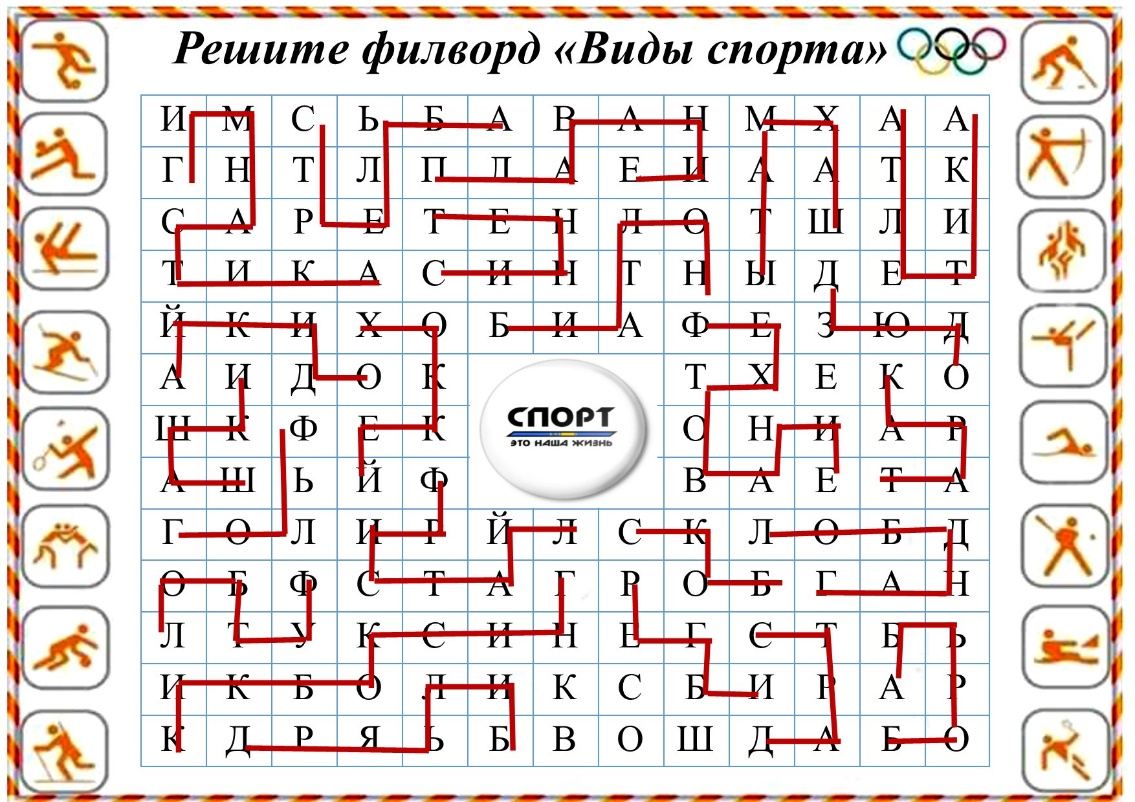 Решите филворд «Виды спорта»
И М С Ь Б А В А Н М Х А А
Г Н Т Л П Л А Е И А А Т К
С А Р Е Т Е Н Л О Т Ш Л И
Т И К А С И Н Т Н Ы Д Е Т
Й К И Х О Б И А Ф Е З Ю Д
А И Д О К Т Х Е К О
Ш К Ф Е К О Н И А Р
А Ш Ь Й Ф В А Е Т А
Г О Л И Р Й Л С К Л О Б Д
О Б Ф С Т А Г Р О Б Г А Н
Л Т У К С И Н Е Г С Т Б Ь
И К Б О Л И К С Б И Р А Р
К Д Р Я Ь Б В О Ш Д А Б О
СПОРТ
ЭТО НАША ЖИЗНЬ